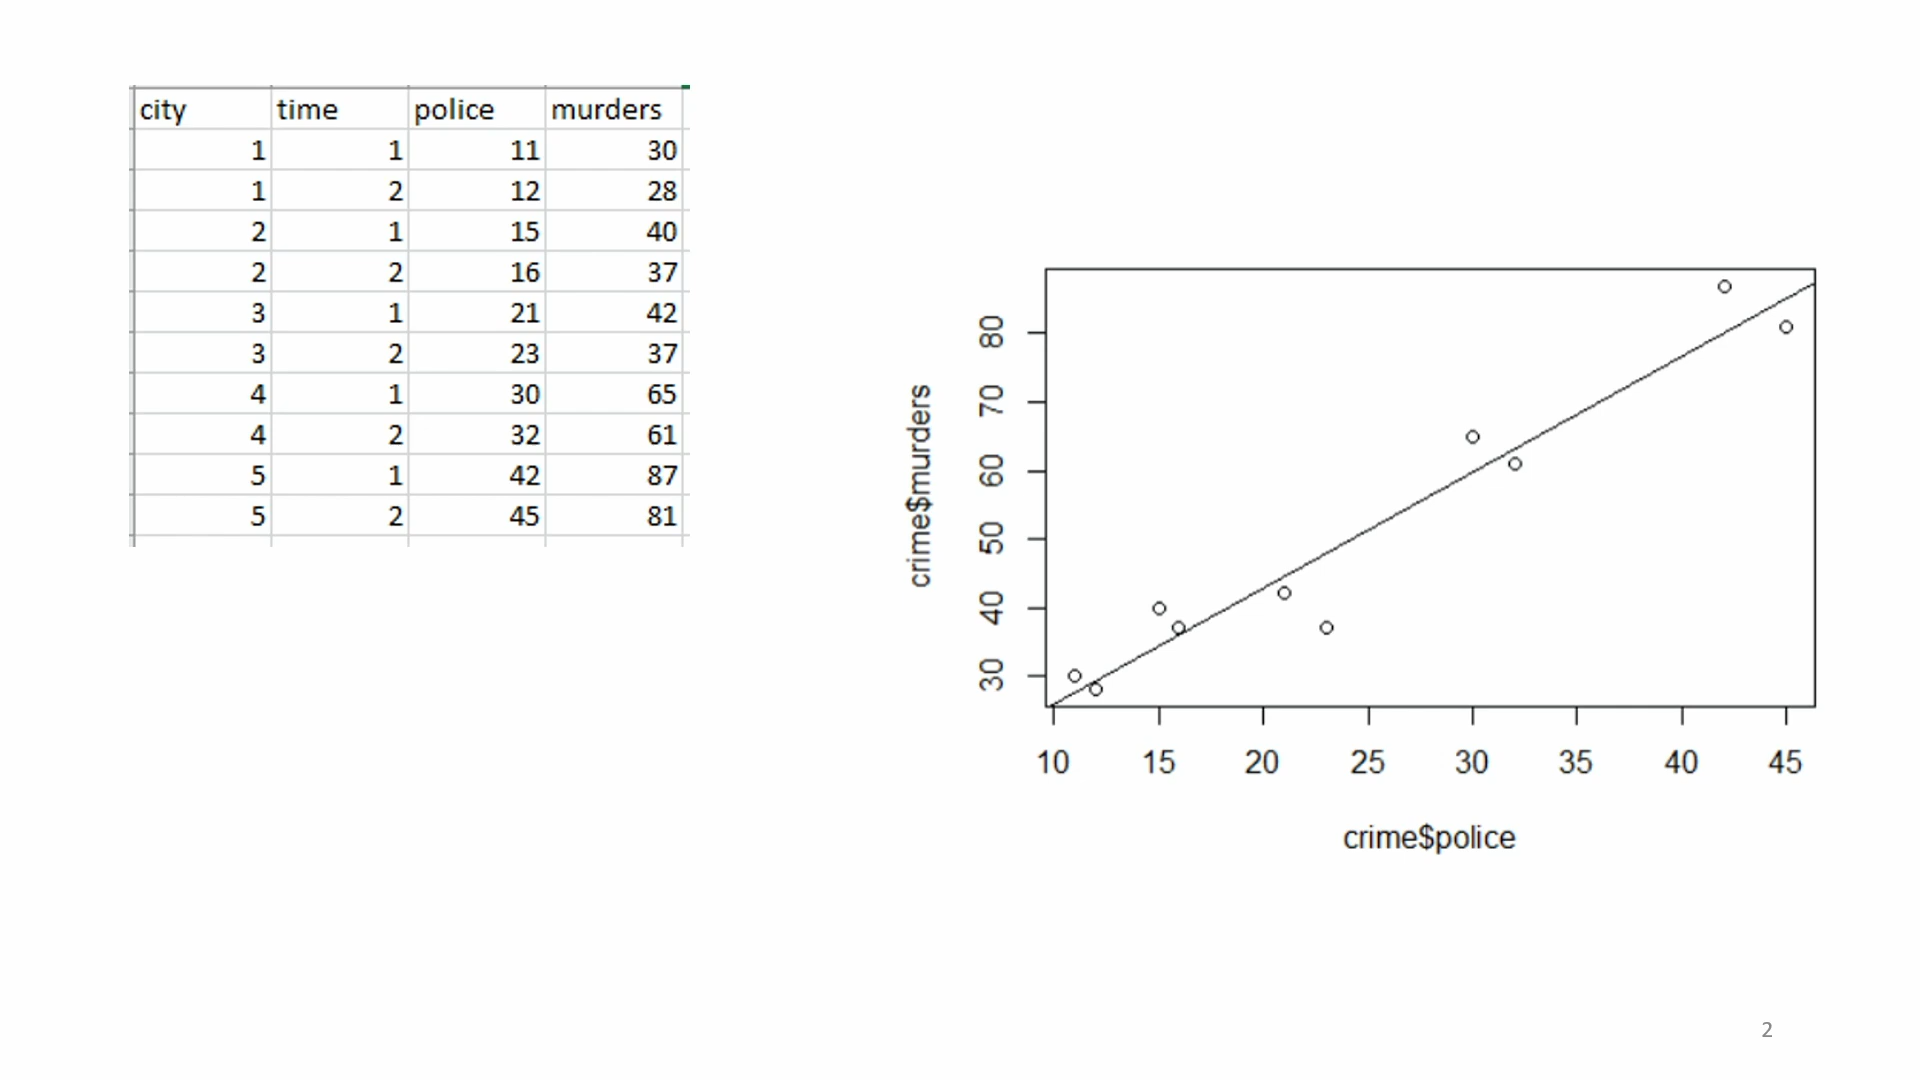 city time police murders
1 1 11 30
1 2 12 28
2 1 15 40
2 2 16 37
3 1 21 42
3 2 23 37
4 1 30 65
4 2 32 61
5 1 42 87
5 2 45 81
crime$murders
80
70
60
50
40
30
10 15 20 25 30 35 40 45
crime$police
2